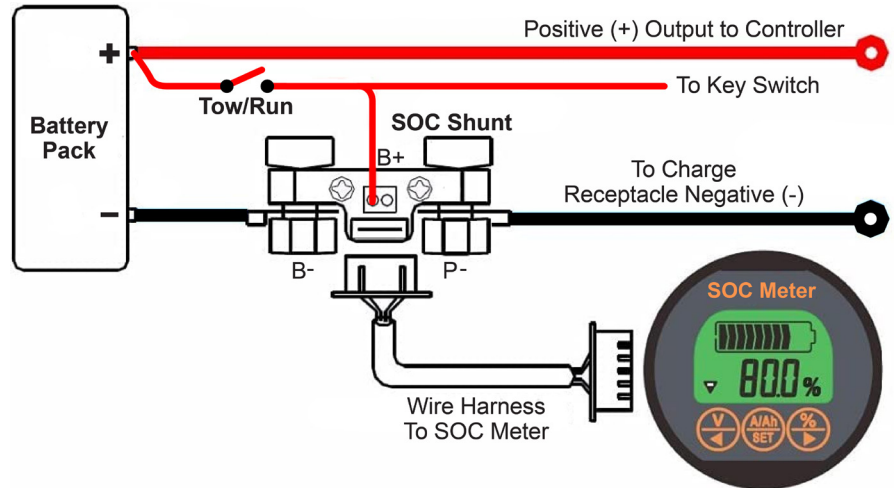 Positive (+) Output to Controller
+
To Key Switch
Tow/Run
SOC Shunt
Battery
Pack
B+
To Charge
Receptacle Negative (-)
-
B-
P-
SOC Meter
80.0 %
V
A/Ah
SET
%
Wire Harness
To SOC Meter